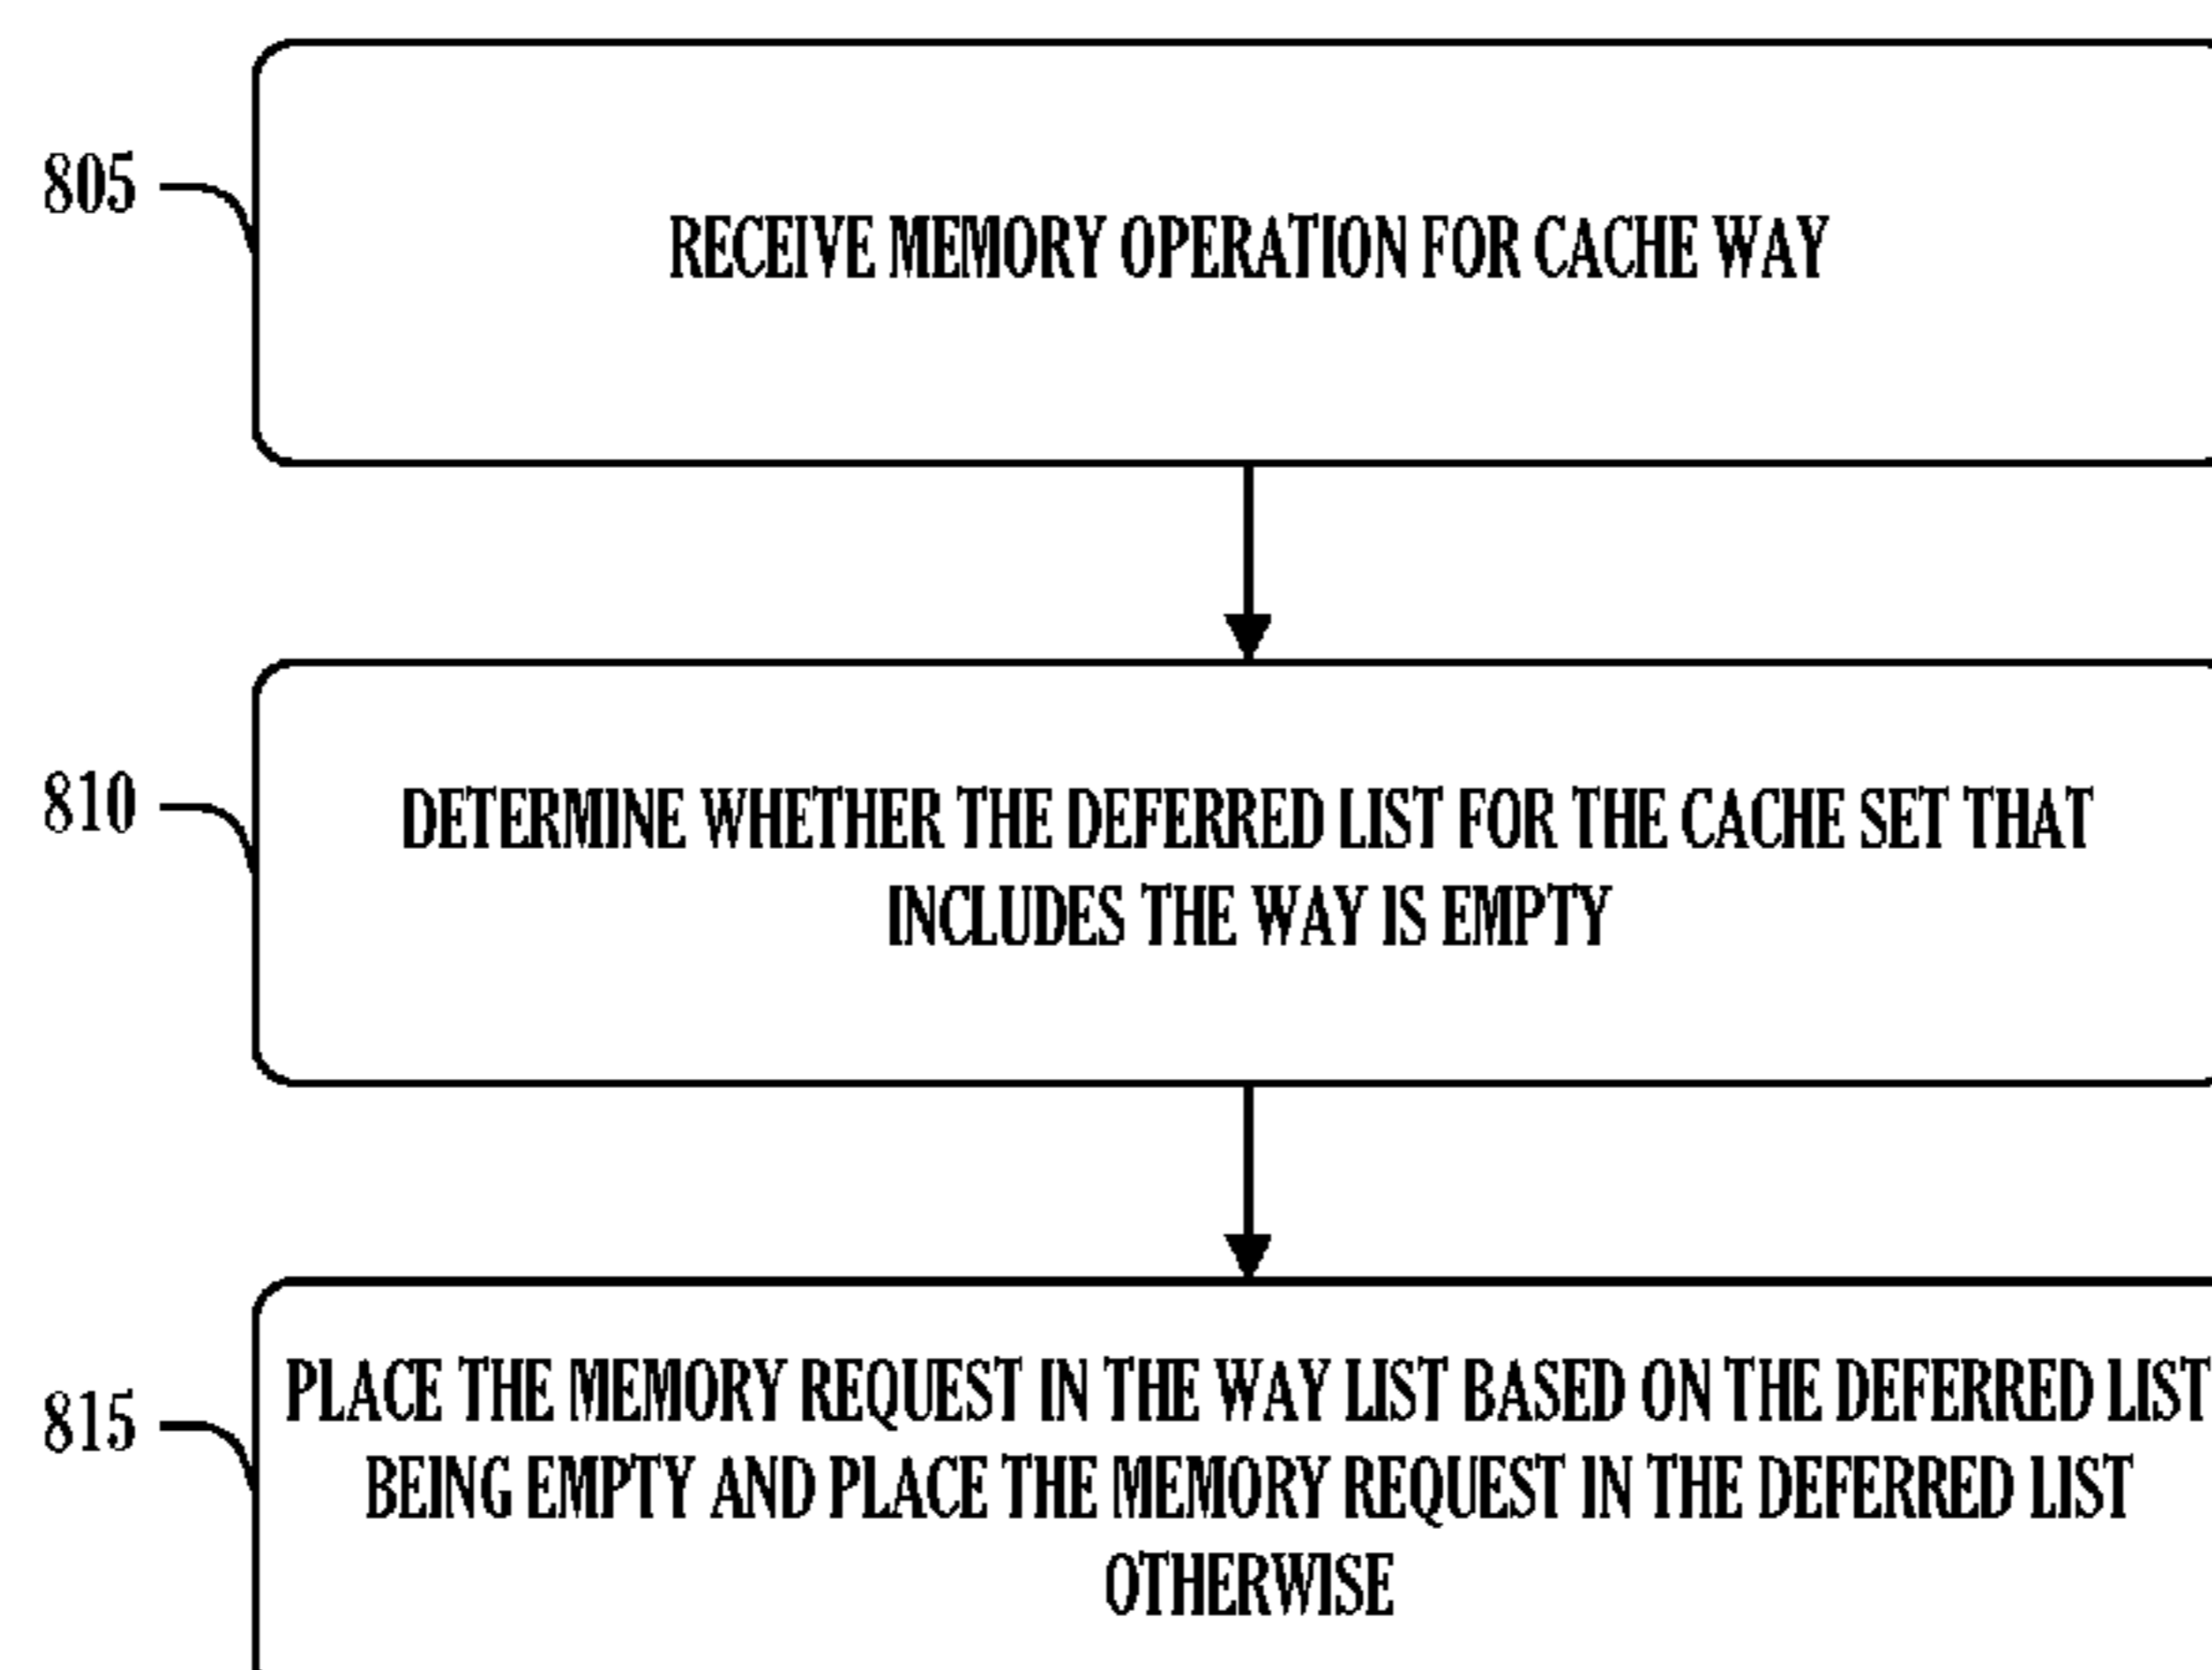 805
RECEIVE MEMORY OPERATION FOR CACHE WAY
810
DETERMINE WHETHER THE DEFERRED LIST FOR THE CACHE SET THAT
INCLUDES THE WAY IS EMPTY
815
PLACE THE MEMORY REQUEST IN THE WAY LIST BASED ON THE DEFERRED LIST
BEING EMPTY AND PLACE THE MEMORY REQUEST IN THE DEFERRED LIST
OTHERWISE